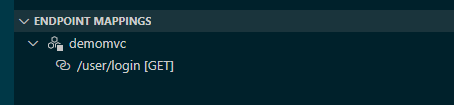 ENDPOINT MAPPINGS
demomvc
/user/login [GET]